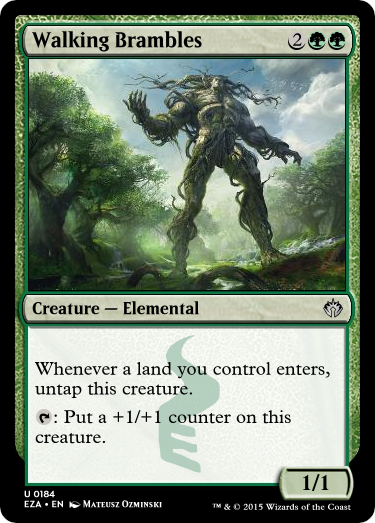 Walking Brambles 2
Creature — Elemental
Whenever a land you control enters,
untap this creature.
: Put a +1/+1 counter on this
creature.
1/1
U 0184
EZA • EN MATEUSZ OZMINSKI
™ & © 2015 Wizards of the Coast